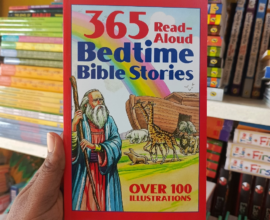 365 Read-
Aloud
Bedtime
Bible Stories
OVER 100
ILLUSTRATIONS